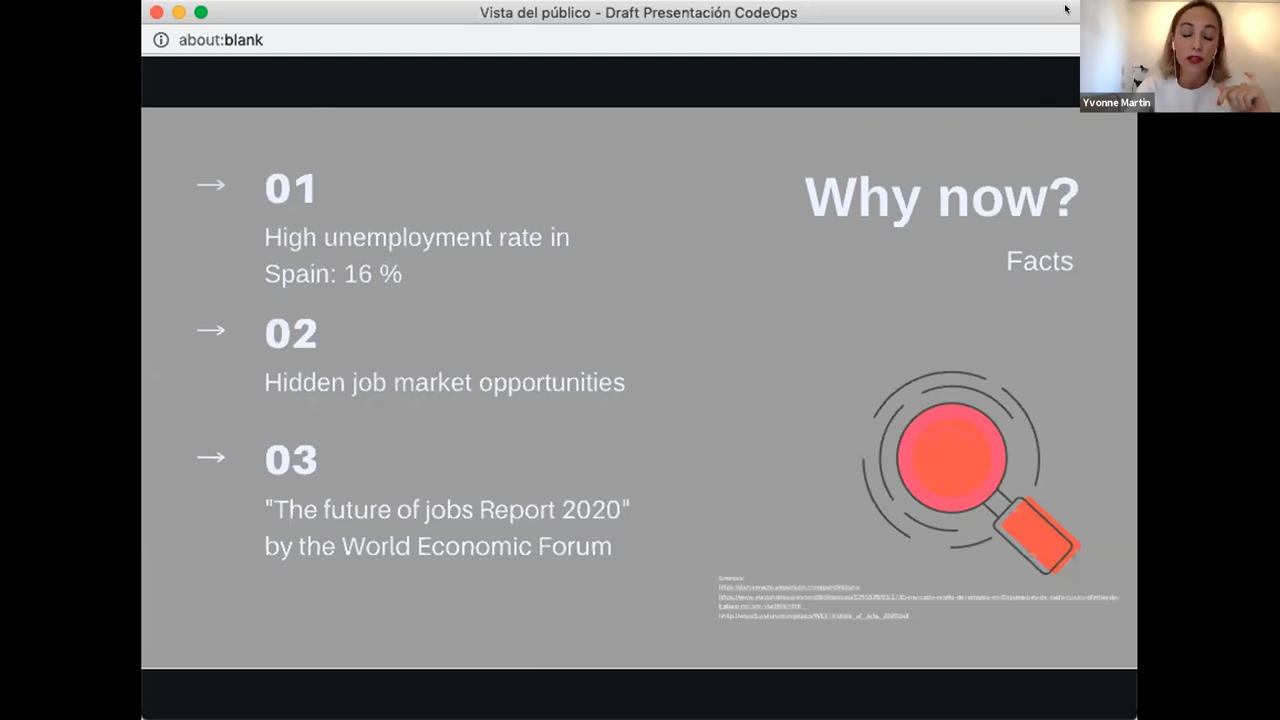 Vista del público - Draft Presentación CodeOps
about:blank
Yvonne Martin
01
High unemployment rate in
Spain: 16 %
02
Hidden job market opportunities
03
"The future of jobs Report 2020"
by the World Economic Forum
Why now?
Facts